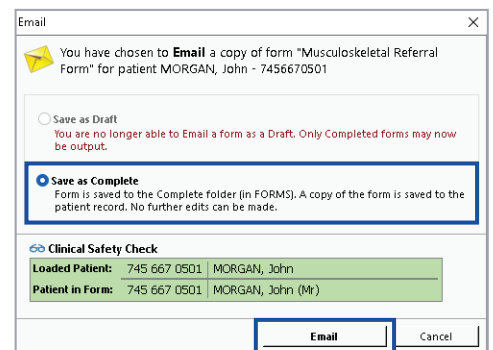 Email
You have chosen to Email a copy of form "Musculoskeletal Referral
Form" for patient MORGAN, John - 7456670501
Save as Draft
You are no longer able to Email a form as a Draft. Only Completed forms may now
be output.
Save as Complete
Form is saved to the Complete folder (in FORMS). A copy of the form is saved to the
patient record. No further edits can be made.
Clinical Safety Check
Loaded Patient: 745 667 0501 MORGAN, John
Patient in Form: 745 667 0501 MORGAN, John (Mr)
Email Cancel